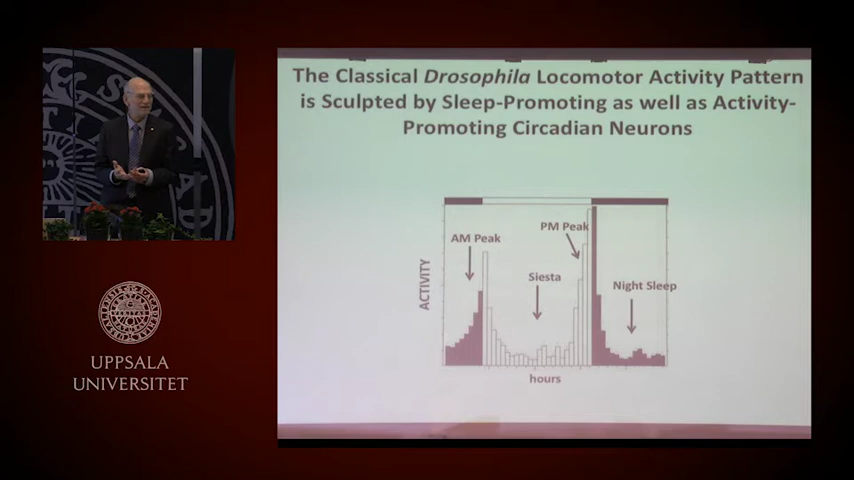 The Classical Drosophila Locomotor Activity Pattern
is Sculpted by Sleep-Promoting as well as Activity-
Promoting Circadian Neurons
PM Peak
AM Peak
Siesta
Night Sleep
ACTIVITY
hours
UPPSALA
UNIVERSITET